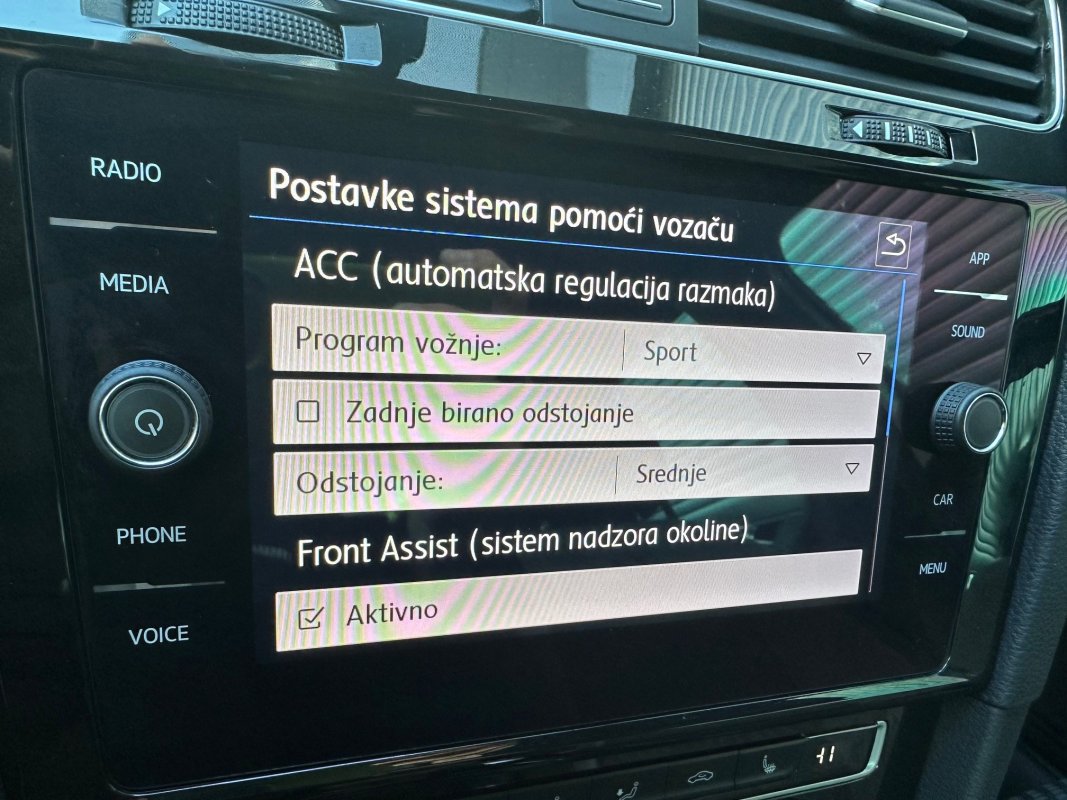 RADIO
MEDIA
PHONE
VOICE
Postavke sistema pomoći vozaču
ACC (automatska regulacija razmaka)
Program vožnje: Sport
Zadnje birano odstojanje
Odstojanje: Srednje
Front Assist (sistem nadzora okoline)
Aktivno
APP
SOUND
CAR
MENU